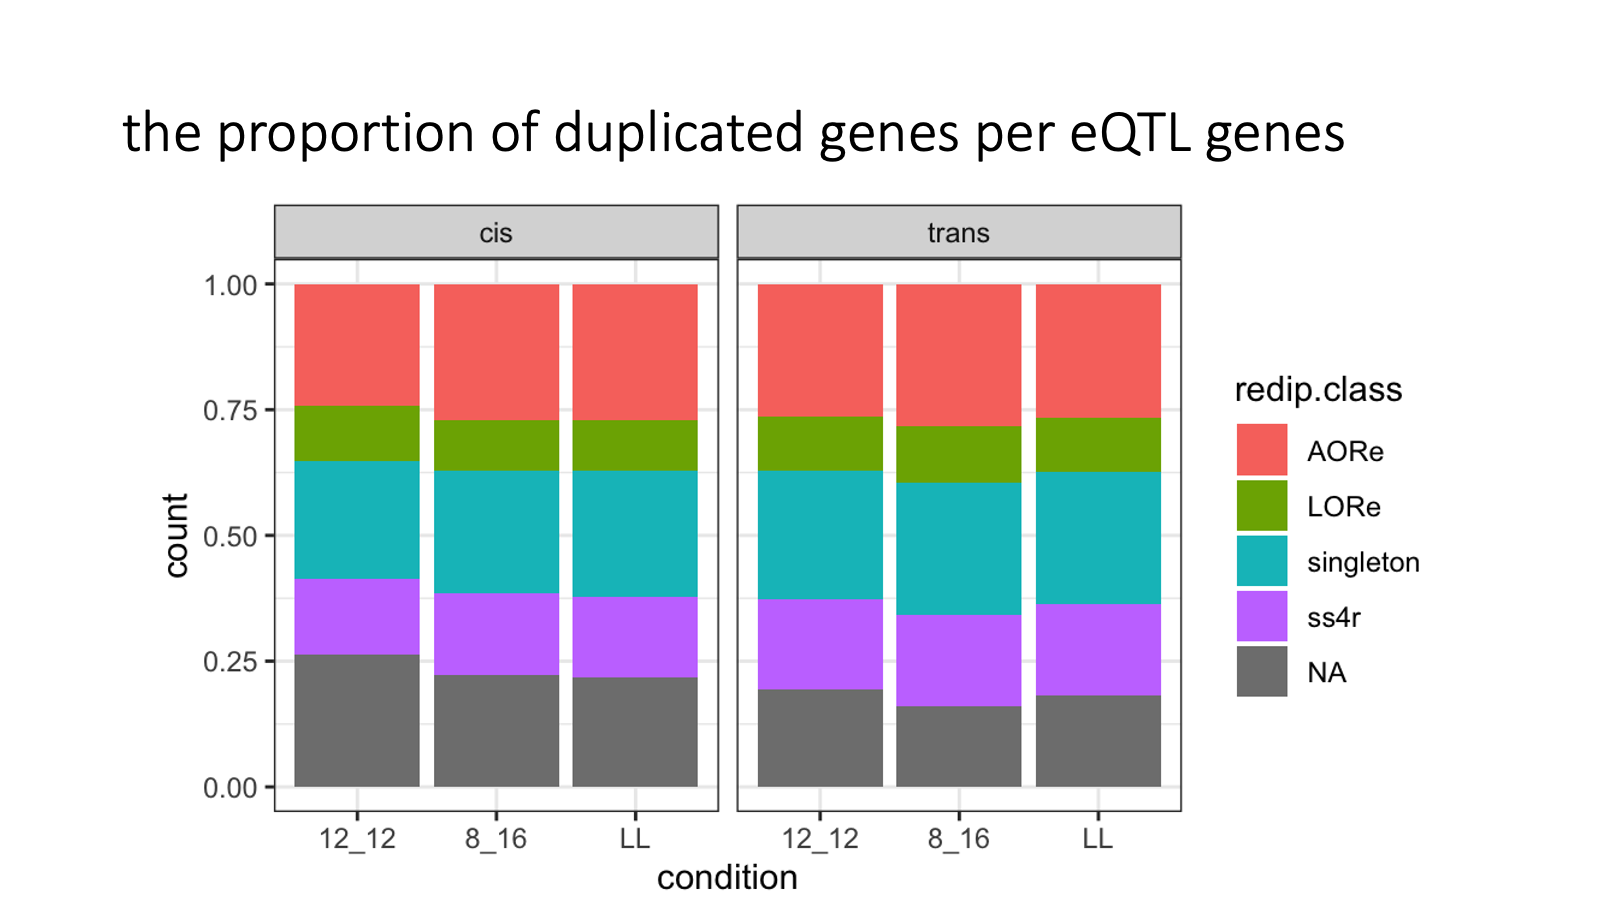 the proportion of duplicated genes per eQTL genes
cis
trans
1.00
0.75
0.50
0.25
0.00
count
12_12
8_16
LL
12_12
8_16
LL
condition
redip.class
AORe
LORe
singleton
ss4r
NA